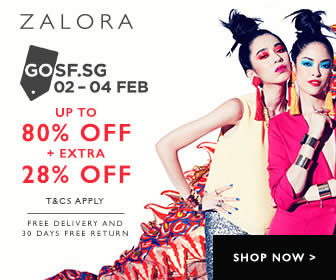 ZALORA
GOSF.SG
02 – 04 FEB
UP TO
80% OFF
+ EXTRA
28% OFF
T&CS APPLY
FREE DELIVERY AND
30 DAYS FREE RETURN
SHOP NOW >